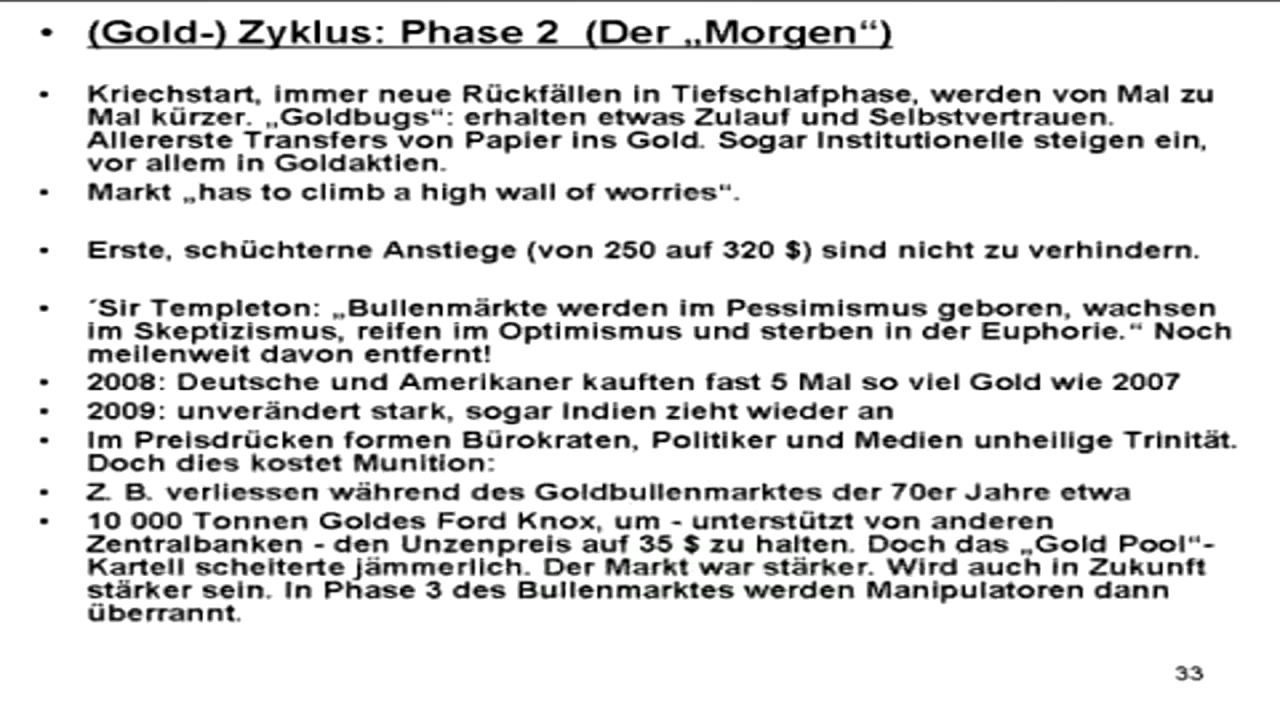 • (Gold-) Zyklus: Phase 2 (Der „Morgen“)
• Kriechstart, immer neue Rückfällen in Tiefschlafphase, werden von Mal zu
Mal kürzer. „Goldbugs“: erhalten etwas Zulauf und Selbstvertrauen.
Allererste Transfers von Papier ins Gold. Sogar Institutionelle steigen ein,
vor allem in Goldaktien.
• Markt „has to climb a high wall of worries“.
• Erste, schüchterne Anstiege (von 250 auf 320 $) sind nicht zu verhindern.
• ´Sir Templeton: „Bullenmärkte werden im Pessimismus geboren, wachsen
im Skeptizismus, reifen im Optimismus und sterben in der Euphorie.“ Noch
meilenweit davon entfernt!
• 2008: Deutsche und Amerikaner kauften fast 5 Mal so viel Gold wie 2007
• 2009: unverändert stark, sogar Indien zieht wieder an
• Im Preisdrücken formen Bürokraten, Politiker und Medien unheilige Trinität.
Doch dies kostet Munition:
• Z. B. verliessen während des Goldbullenmarktes der 70er Jahre etwa
• 10 000 Tonnen Goldes Ford Knox, um - unterstützt von anderen
Zentralbanken - den Unzenpreis auf 35 $ zu halten. Doch das „Gold Pool“-
Kartell scheiterte jämmerlich. Der Markt war stärker. Wird auch in Zukunft
stärker sein. In Phase 3 des Bullenmarktes werden Manipulatoren dann
überrannt.
33